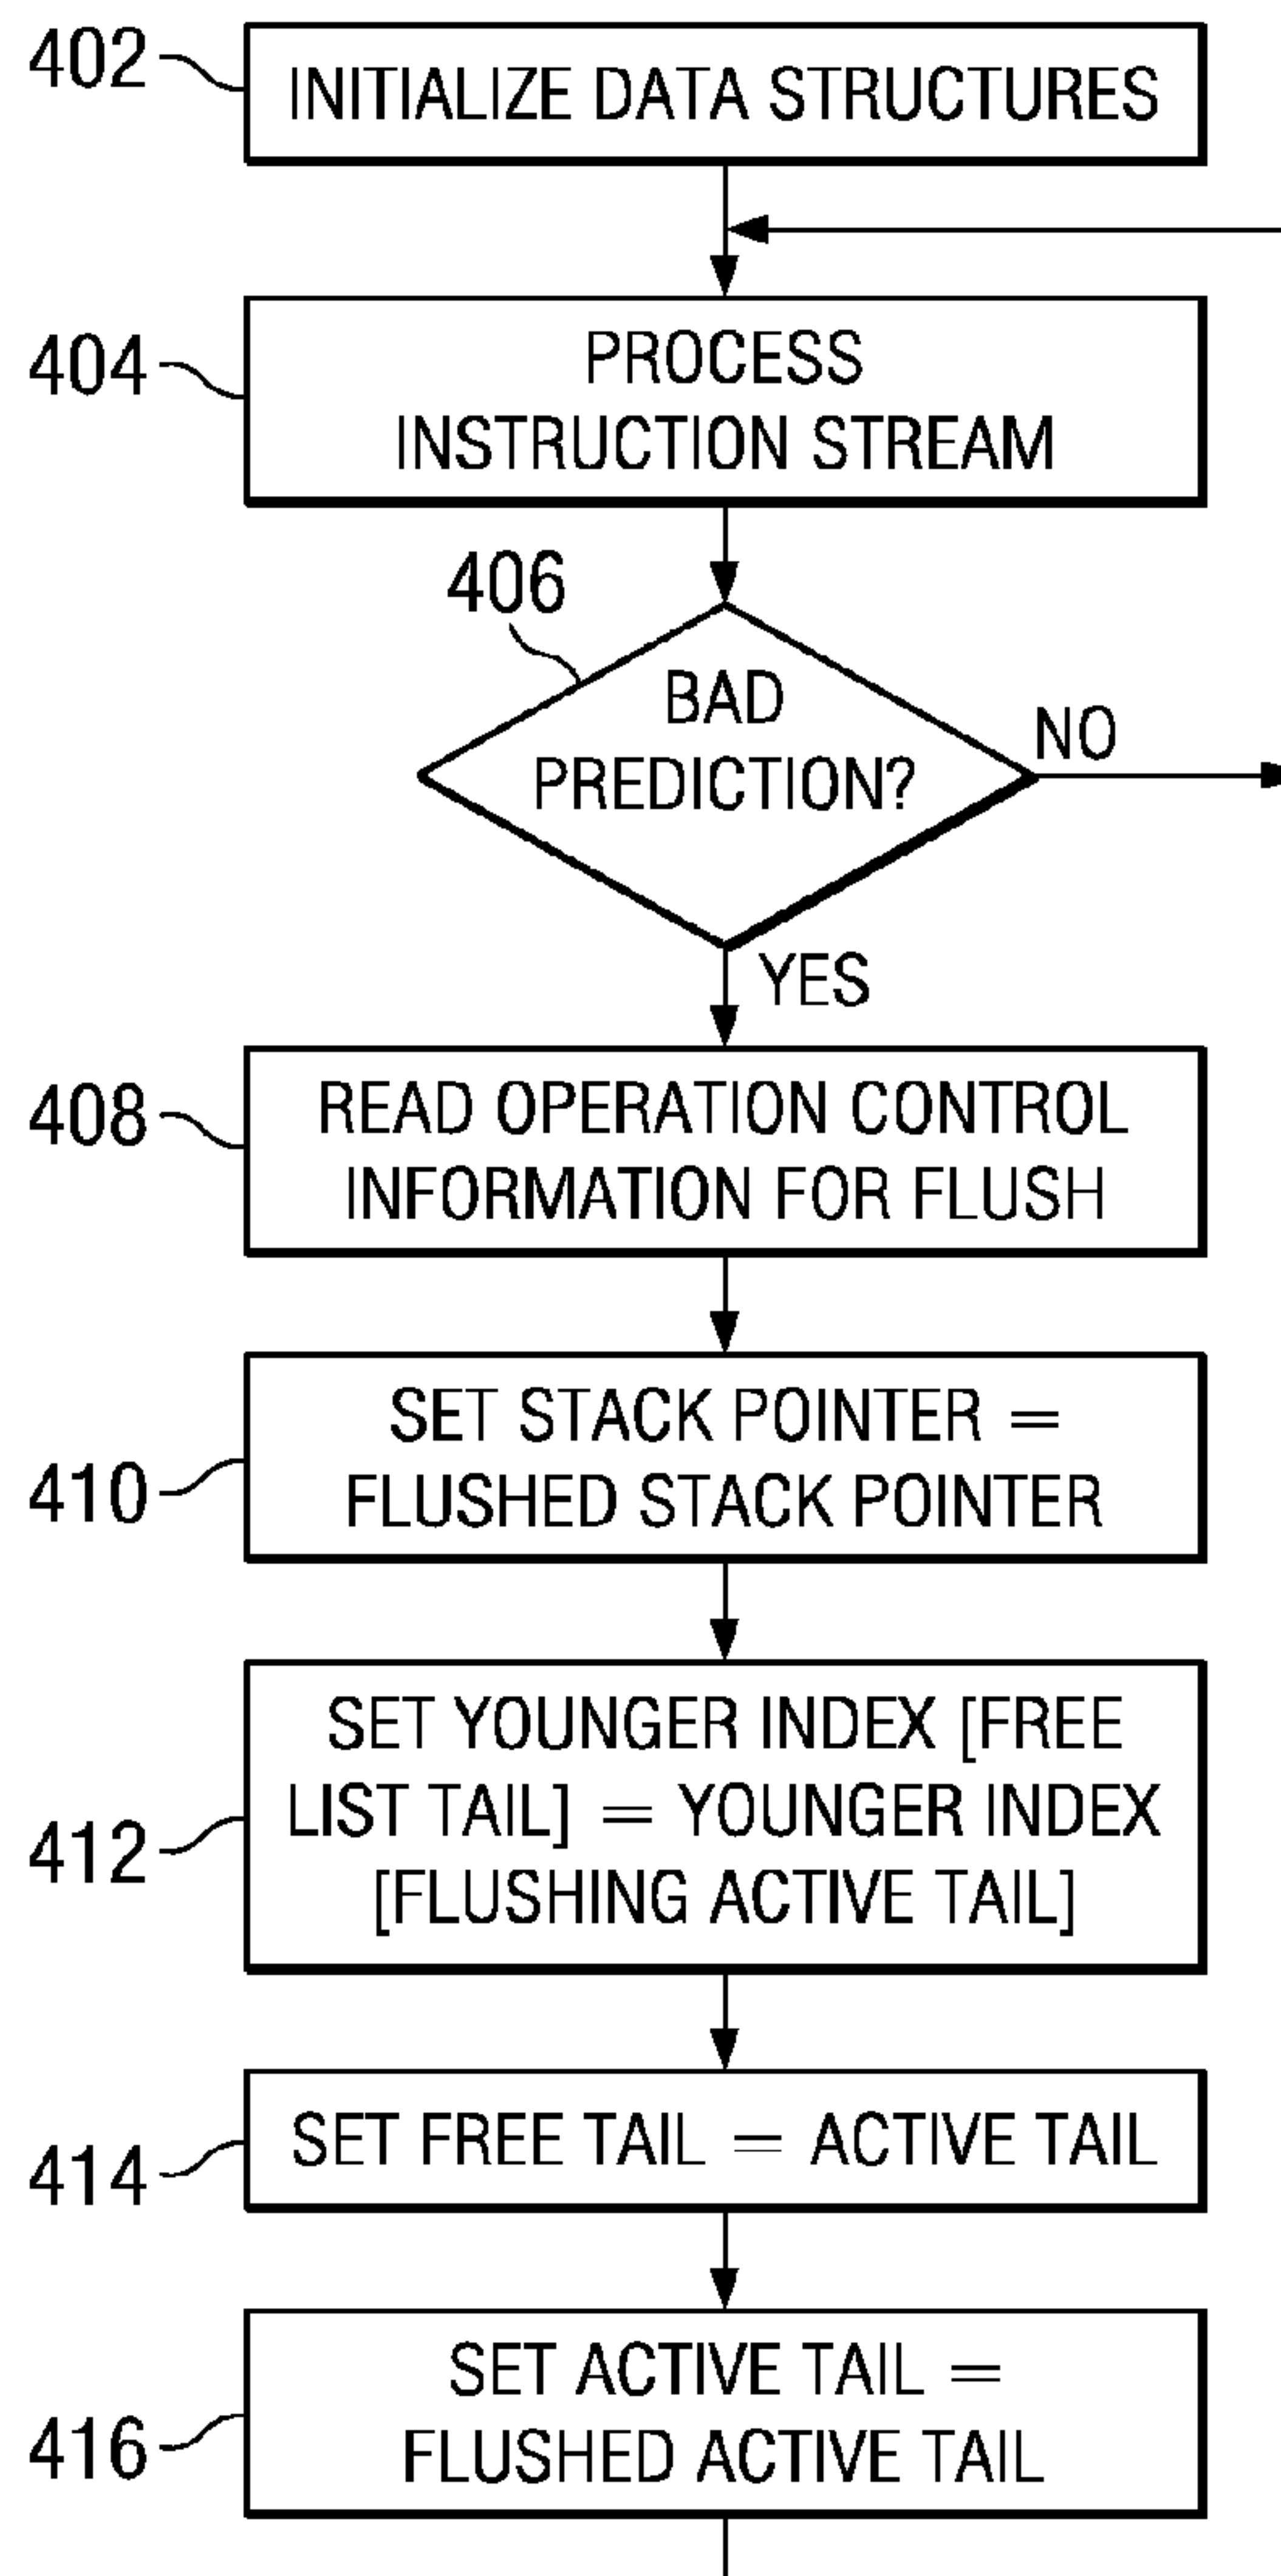 402
INITIALIZE DATA STRUCTURES
404
PROCESS
INSTRUCTION STREAM
406
BAD
PREDICTION?
NO
YES
408
READ OPERATION CONTROL
INFORMATION FOR FLUSH
410
SET STACK POINTER =
FLUSHED STACK POINTER
412
SET YOUNGER INDEX [FREE
LIST TAIL] = YOUNGER INDEX
[FLUSHING ACTIVE TAIL]
414
SET FREE TAIL = ACTIVE TAIL
416
SET ACTIVE TAIL =
FLUSHED ACTIVE TAIL